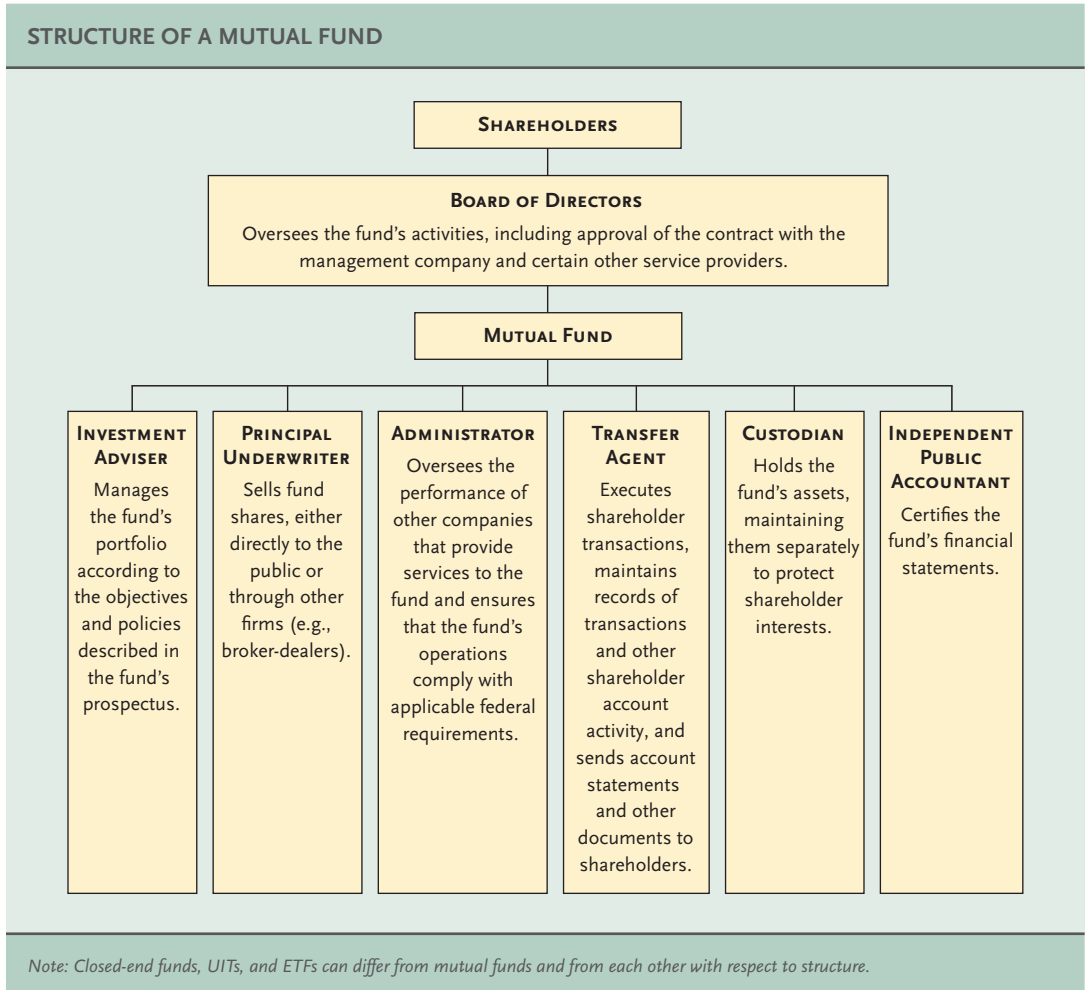 STRUCTURE OF A MUTUAL FUND
SHAREHOLDERS
BOARD OF DIRECTORS
Oversees the fund's activities, including approval of the contract with the
management company and certain other service providers.
MUTUAL FUND
INVESTMENT
ADVISER
Manages
the fund's
portfolio
according to
the objectives
and policies
described in
the fund's
prospectus.
PRINCIPAL
UNDERWRITER
Sells fund
shares, either
directly to the
public or
through other
firms (e.g.,
broker-dealers).
ADMINISTRATOR
Oversees the
performance of
other companies
that provide
services to the
fund and ensures
that the fund's
operations
comply with
applicable federal
requirements.
TRANSFER
AGENT
Executes
shareholder
transactions,
maintains
records of
transactions
and other
shareholder
account
activity, and
sends account
statements
and other
documents to
shareholders.
CUSTODIAN
Holds the
fund's assets,
maintaining
them separately
to protect
shareholder
interests.
INDEPENDENT
PUBLIC
ACCOUNTANT
Certifies the
fund's financial
statements.
Note: Closed-end funds, UITs, and ETFs can differ from mutual funds and from each other with respect to structure.